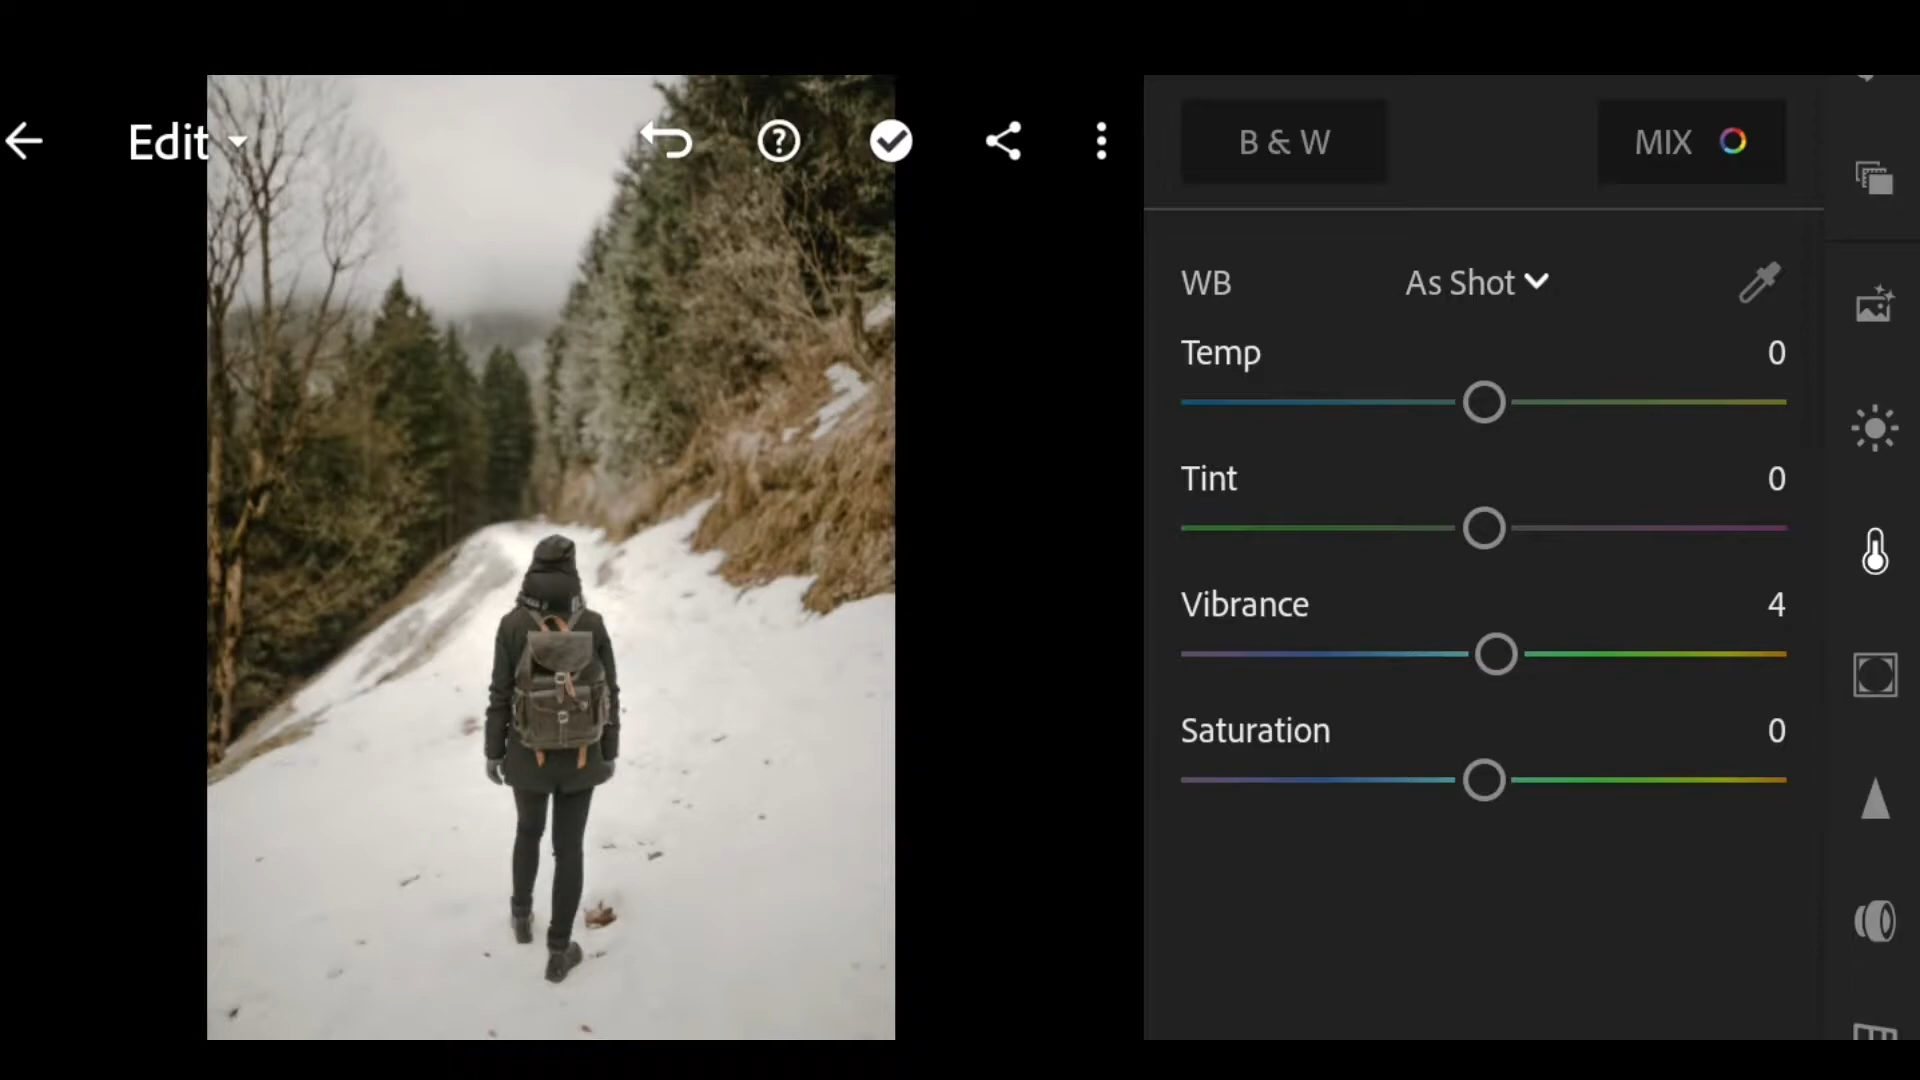 Edit
B & W
MIX
WB
As Shot
Temp
0
Tint
0
Vibrance
4
Saturation
0